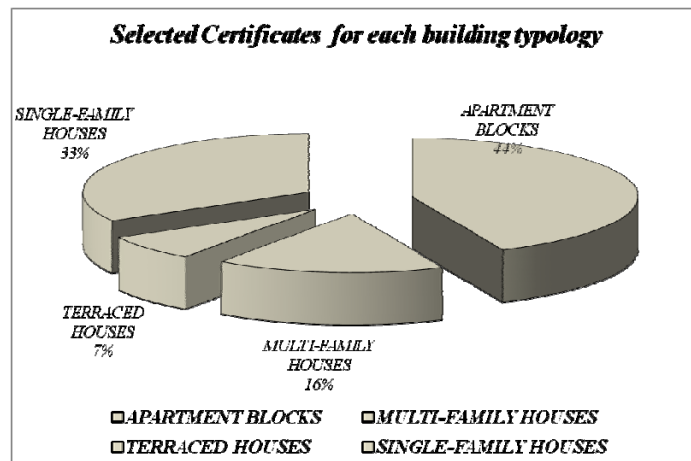 Selected Certificates for each building typology
SINGLE-FAMILY
HOUSES
33%
APARTMENT
BLOCKS
44%
TERRACED
HOUSES
7%
MULTI-FAMILY
HOUSES
16%
APARTMENT BLOCKS
MULTI-FAMILY HOUSES
TERRACED HOUSES
SINGLE-FAMILY HOUSES